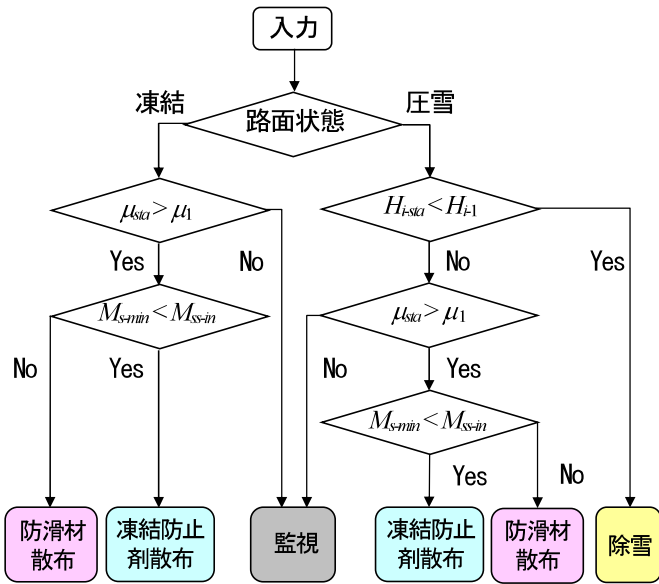 入力
凍結
圧雪
路面状態
μsta > μ1
Hi-sta < Hi-1
Yes
No
No
Yes
Ms-min < Mss-in
μsta > μ1
No
Yes
No
Yes
Ms-min < Mss-in
Yes
No
防滑材
散布
凍結防止
剤散布
監視
凍結防止
剤散布
防滑材
散布
除雪